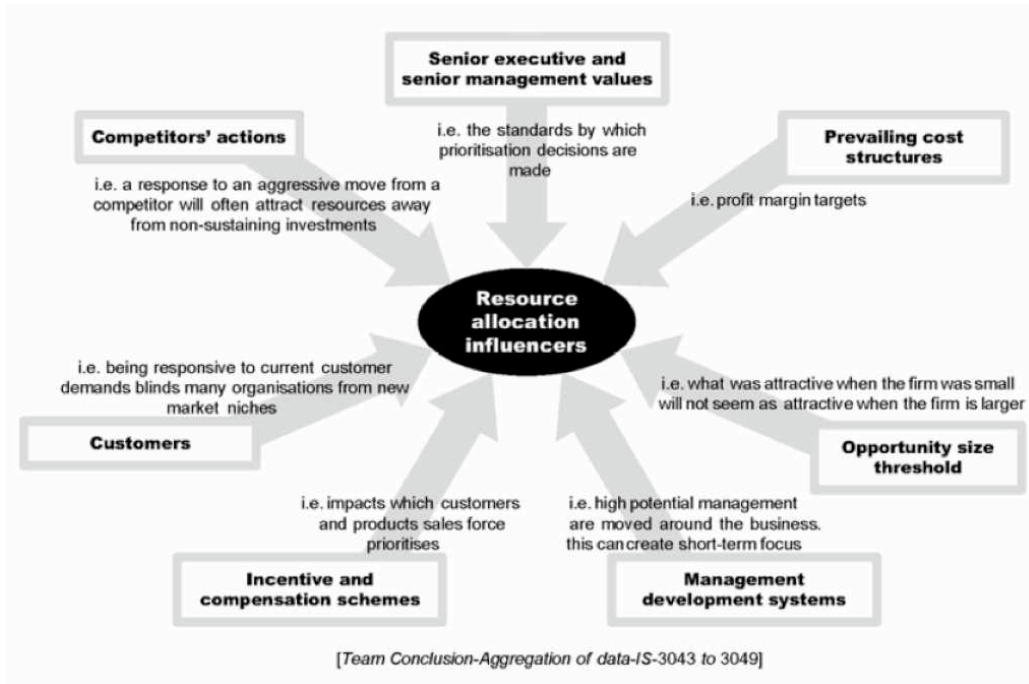 Senior executive and
senior management values
i.e. the standards by which
prioritisation decisions are
made
Competitors' actions
i.e. a response to an aggressive move from a
competitor will often attract resources away
from non-sustaining investments
Prevailing cost
structures
i.e. profit margin targets
Resource
allocation
influencers
i.e. being responsive to current customer
demands blinds many organisations from new
market niches
Customers
i.e. what was attractive when the firm was small
will not seem as attractive when the firm is larger
Opportunity size
threshold
i.e. impacts which customers
and products sales force
prioritises
Incentive and
compensation schemes
i.e. high potential management
are moved around the business.
this can create short-term focus
Management
development systems
[Team Conclusion-Aggregation of data-IS-3043 to 3049]